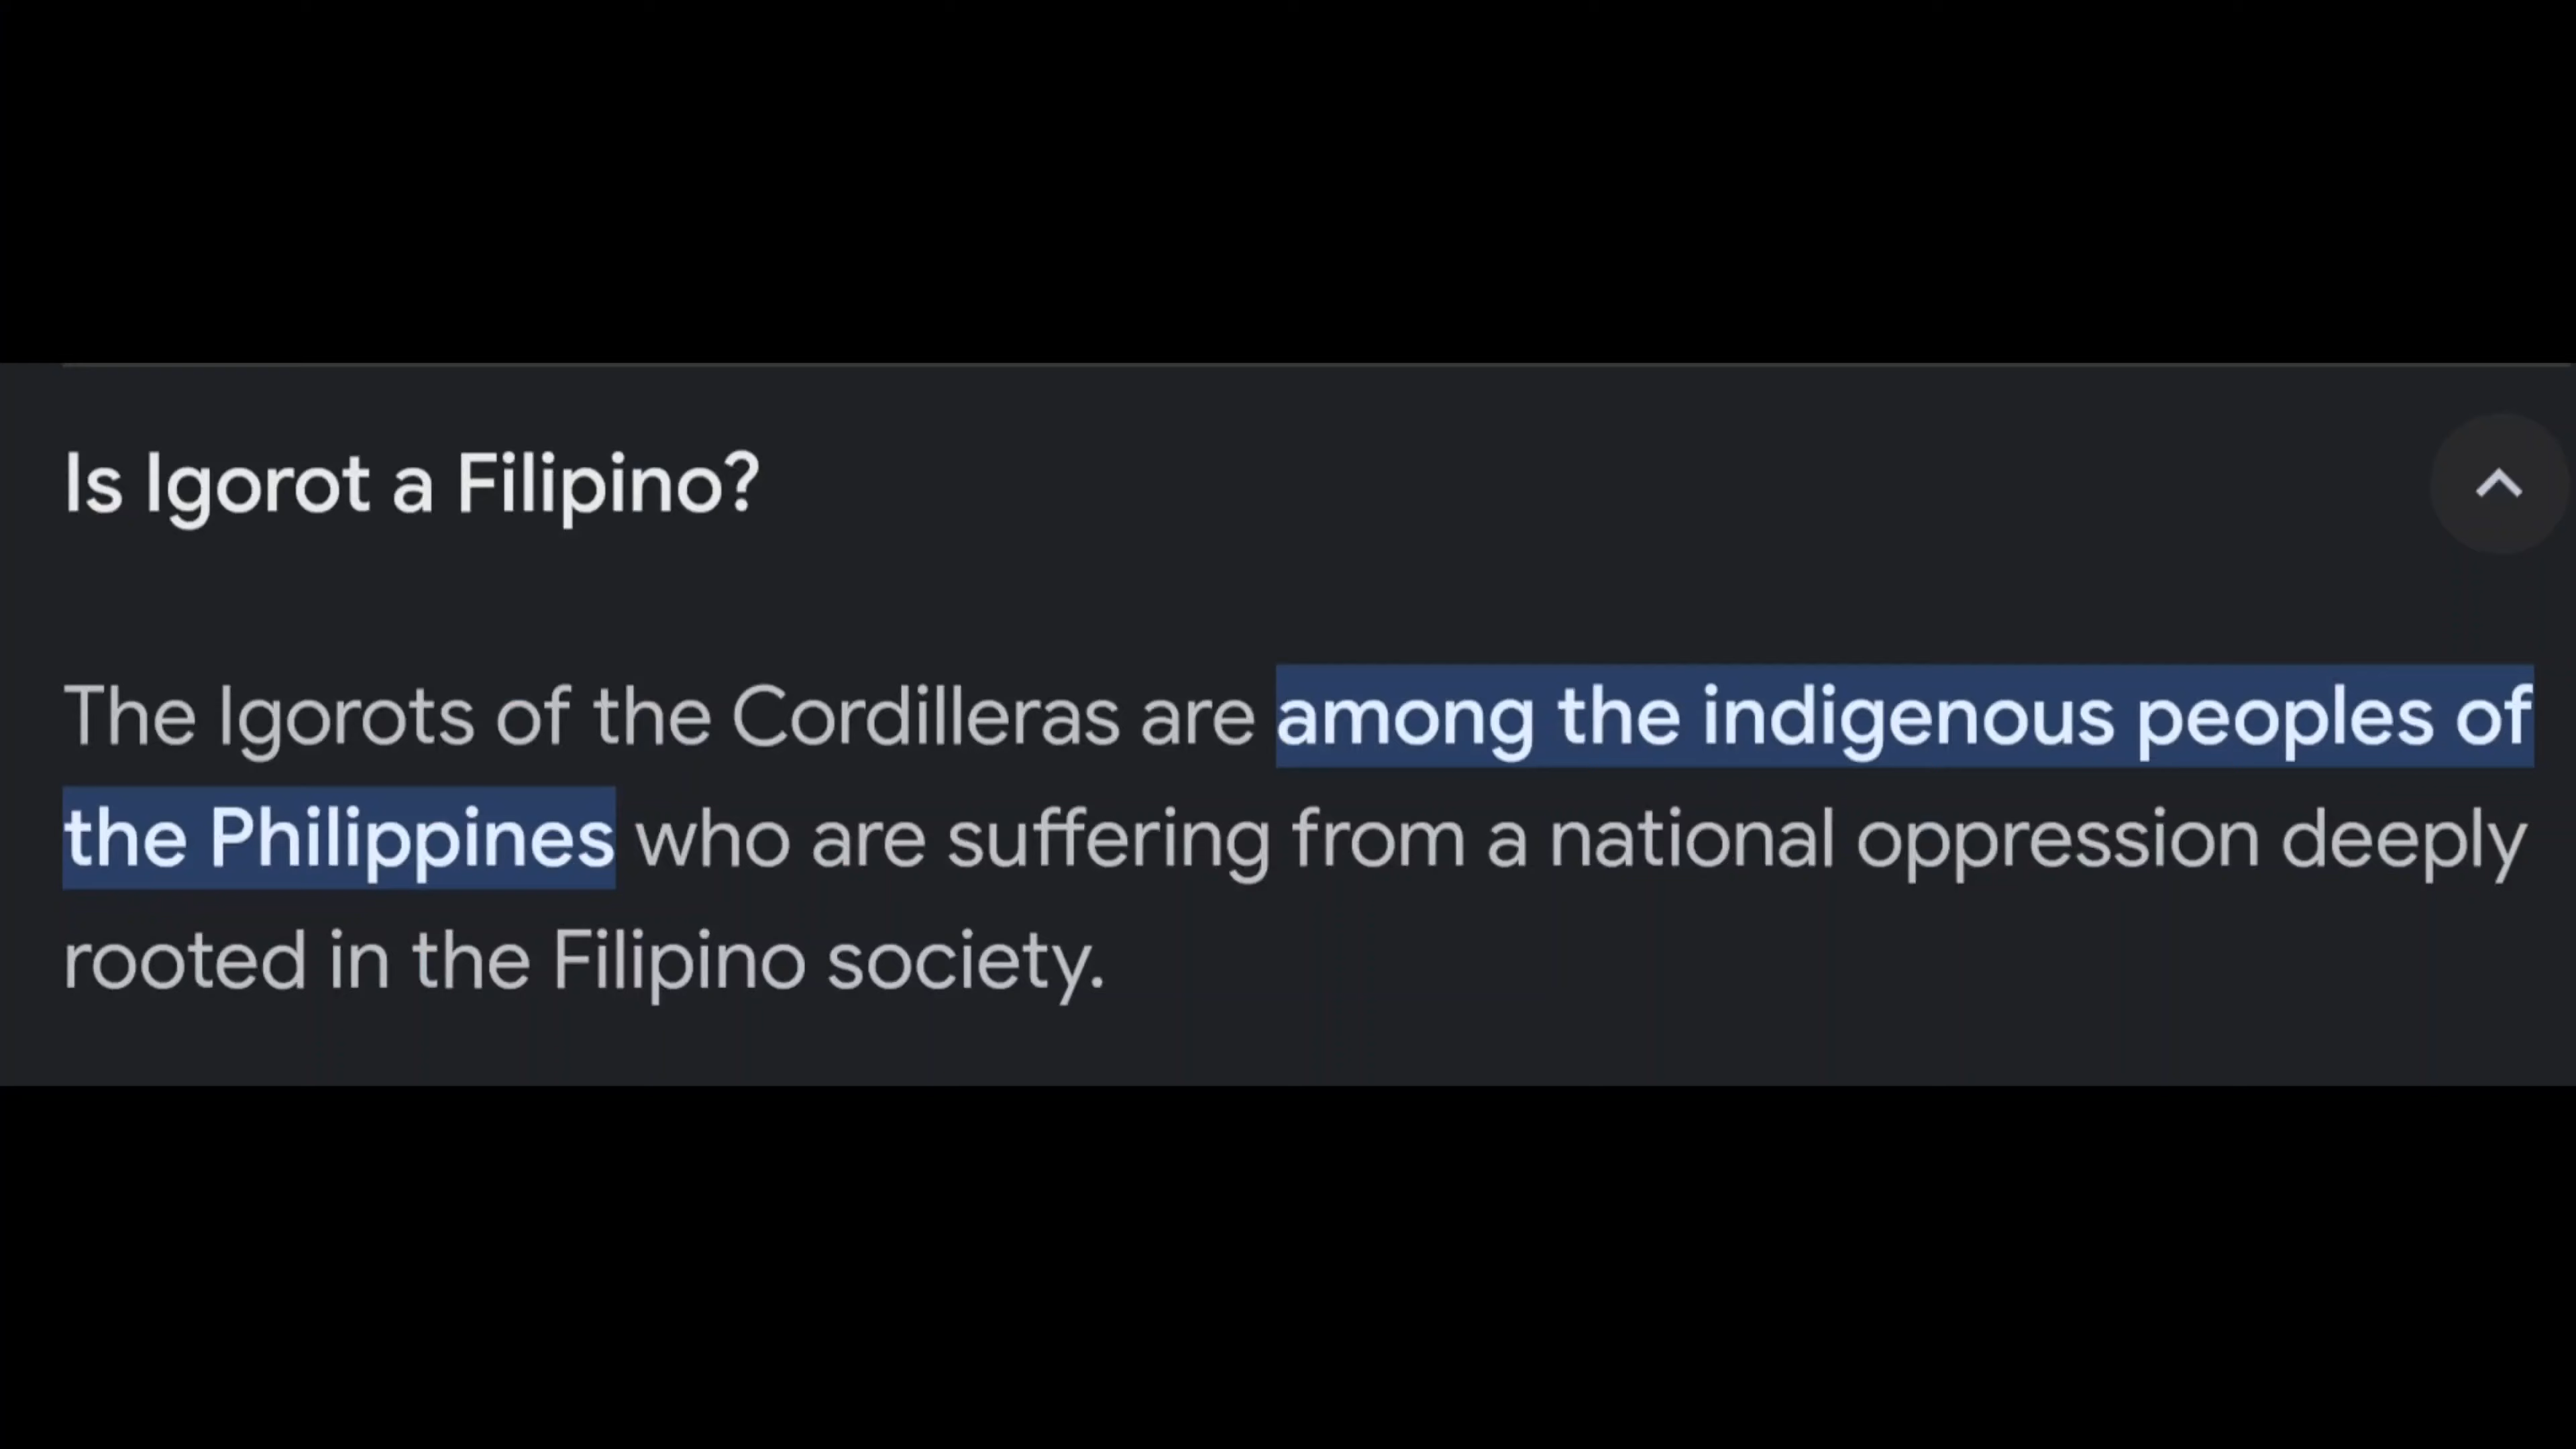 Is Igorot a Filipino?
The Igorots of the Cordilleras are among the indigenous peoples of
the Philippines who are suffering from a national oppression deeply
rooted in the Filipino society.